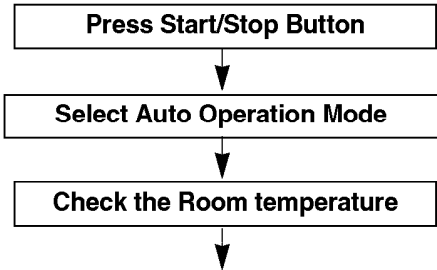 Press Start/Stop Button
Select Auto Operation Mode
Check the Room temperature